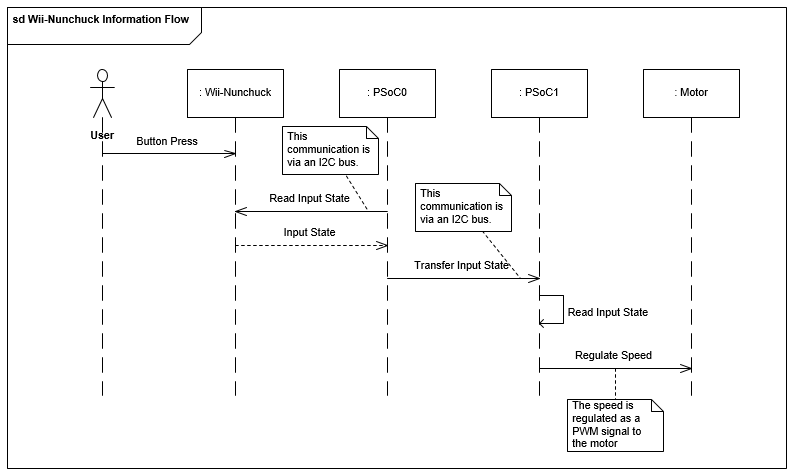 sd Wii-Nunchuck Information Flow
: Wii-Nunchuck
: PSoC0
: PSoC1
: Motor
User
Button Press
This
communication is
via an I2C bus.
Read Input State
This
communication is
via an I2C bus.
Input State
Transfer Input State
Read Input State
Regulate Speed
The speed is
regulated as a
PWM signal to
the motor